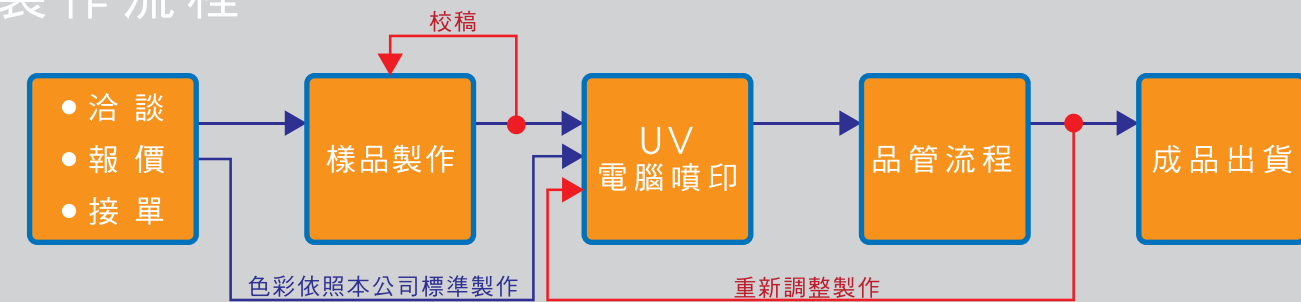 製作流程
校稿
● 洽談
● 報價
● 接單
樣品製作
UV
電腦噴印
品管流程
成品出貨
色彩依照本公司標準製作
重新調整製作